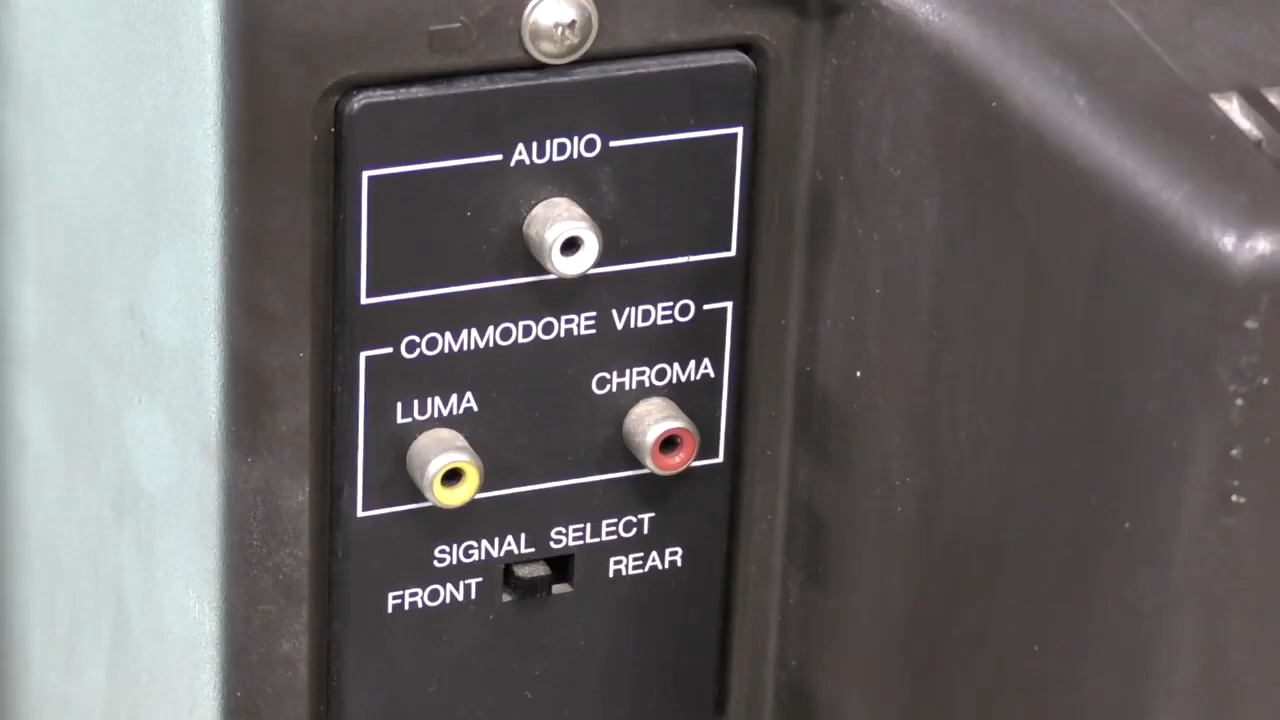 AUDIO
COMMODORE VIDEO
LUMA
CHROMA
SIGNAL SELECT
FRONT
REAR